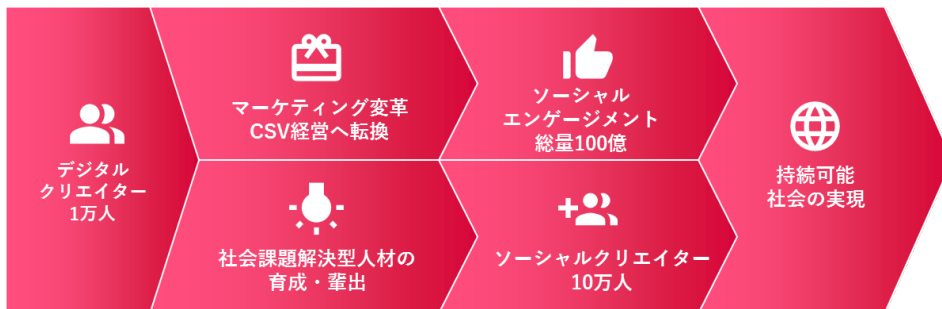 デジタル
クリエイター
1万人
マーケティング変革
CSV経営へ転換
ソーシャル
エンゲージメント
総量100億
社会課題解決型人材の
育成・輩出
ソーシャルクリエイター
10万人
持続可能
社会の実現